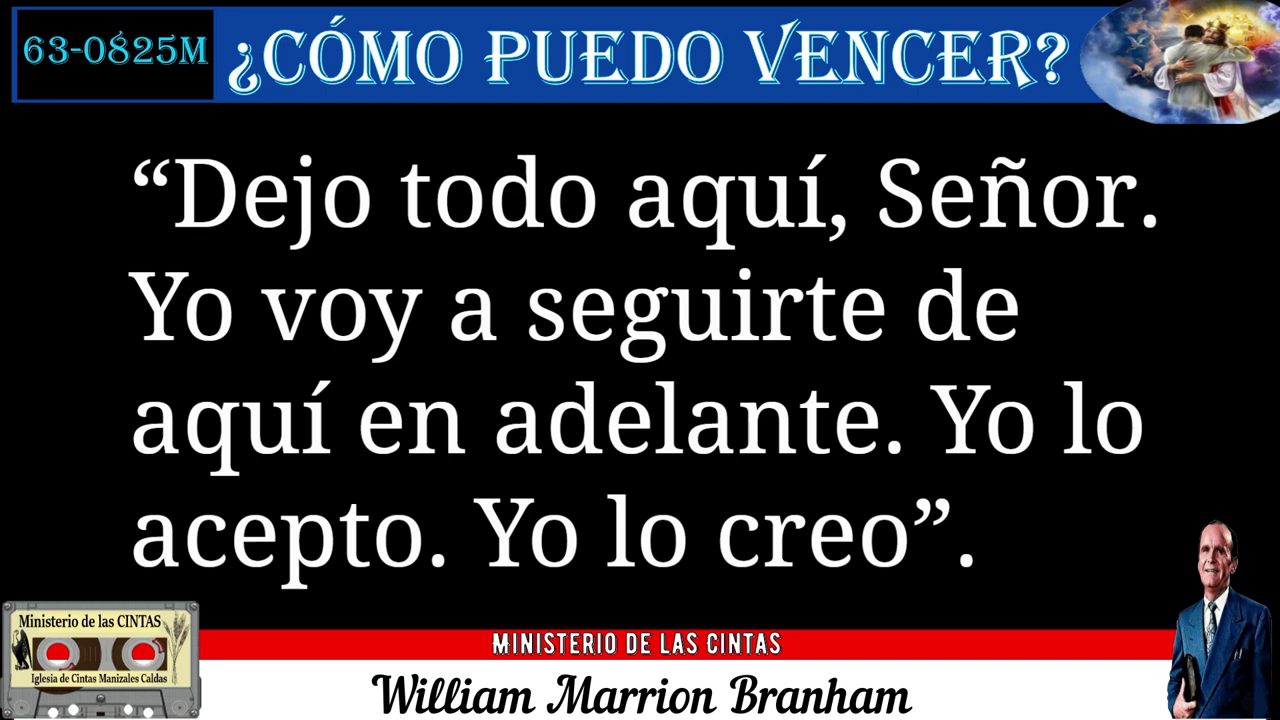 63-0825M
¿CÓMO PUEDO VENCER?
“Dejo todo aquí, Señor.
Yo voy a seguirte de
aquí en adelante. Yo lo
acepto. Yo lo creo”.
Ministerio de las CINTAS
Iglesia de Cintas Manizales Caldas
MINISTERIO DE LAS CINTAS
William Marrion Branham